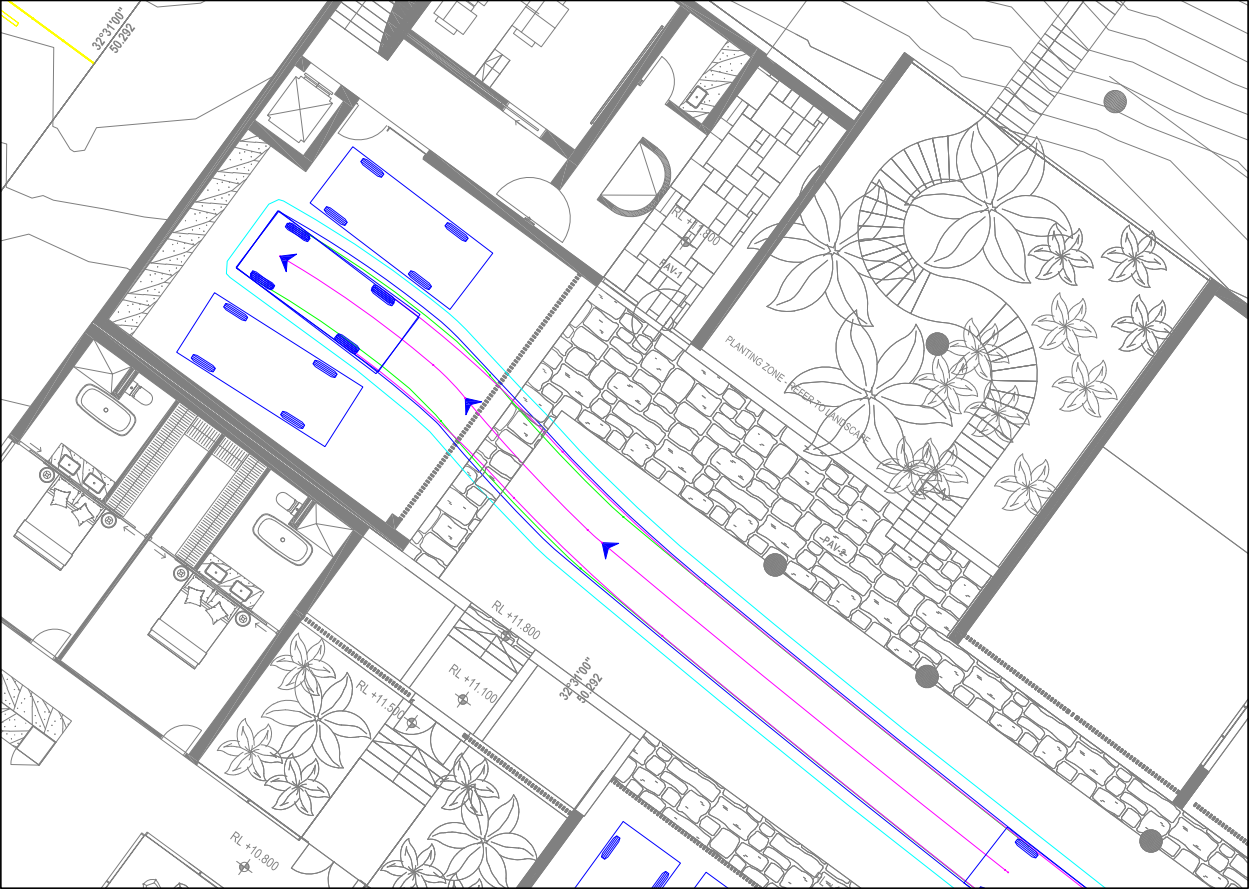 32°31'00"
50.292
RL +11.800
PAV-1
PLANTING ZONE - REFER TO LANDSCAPE
PAV-2
RL +11.800
32°31'00"
50.292
RL +11.100
RL +11.500
RL +10.800